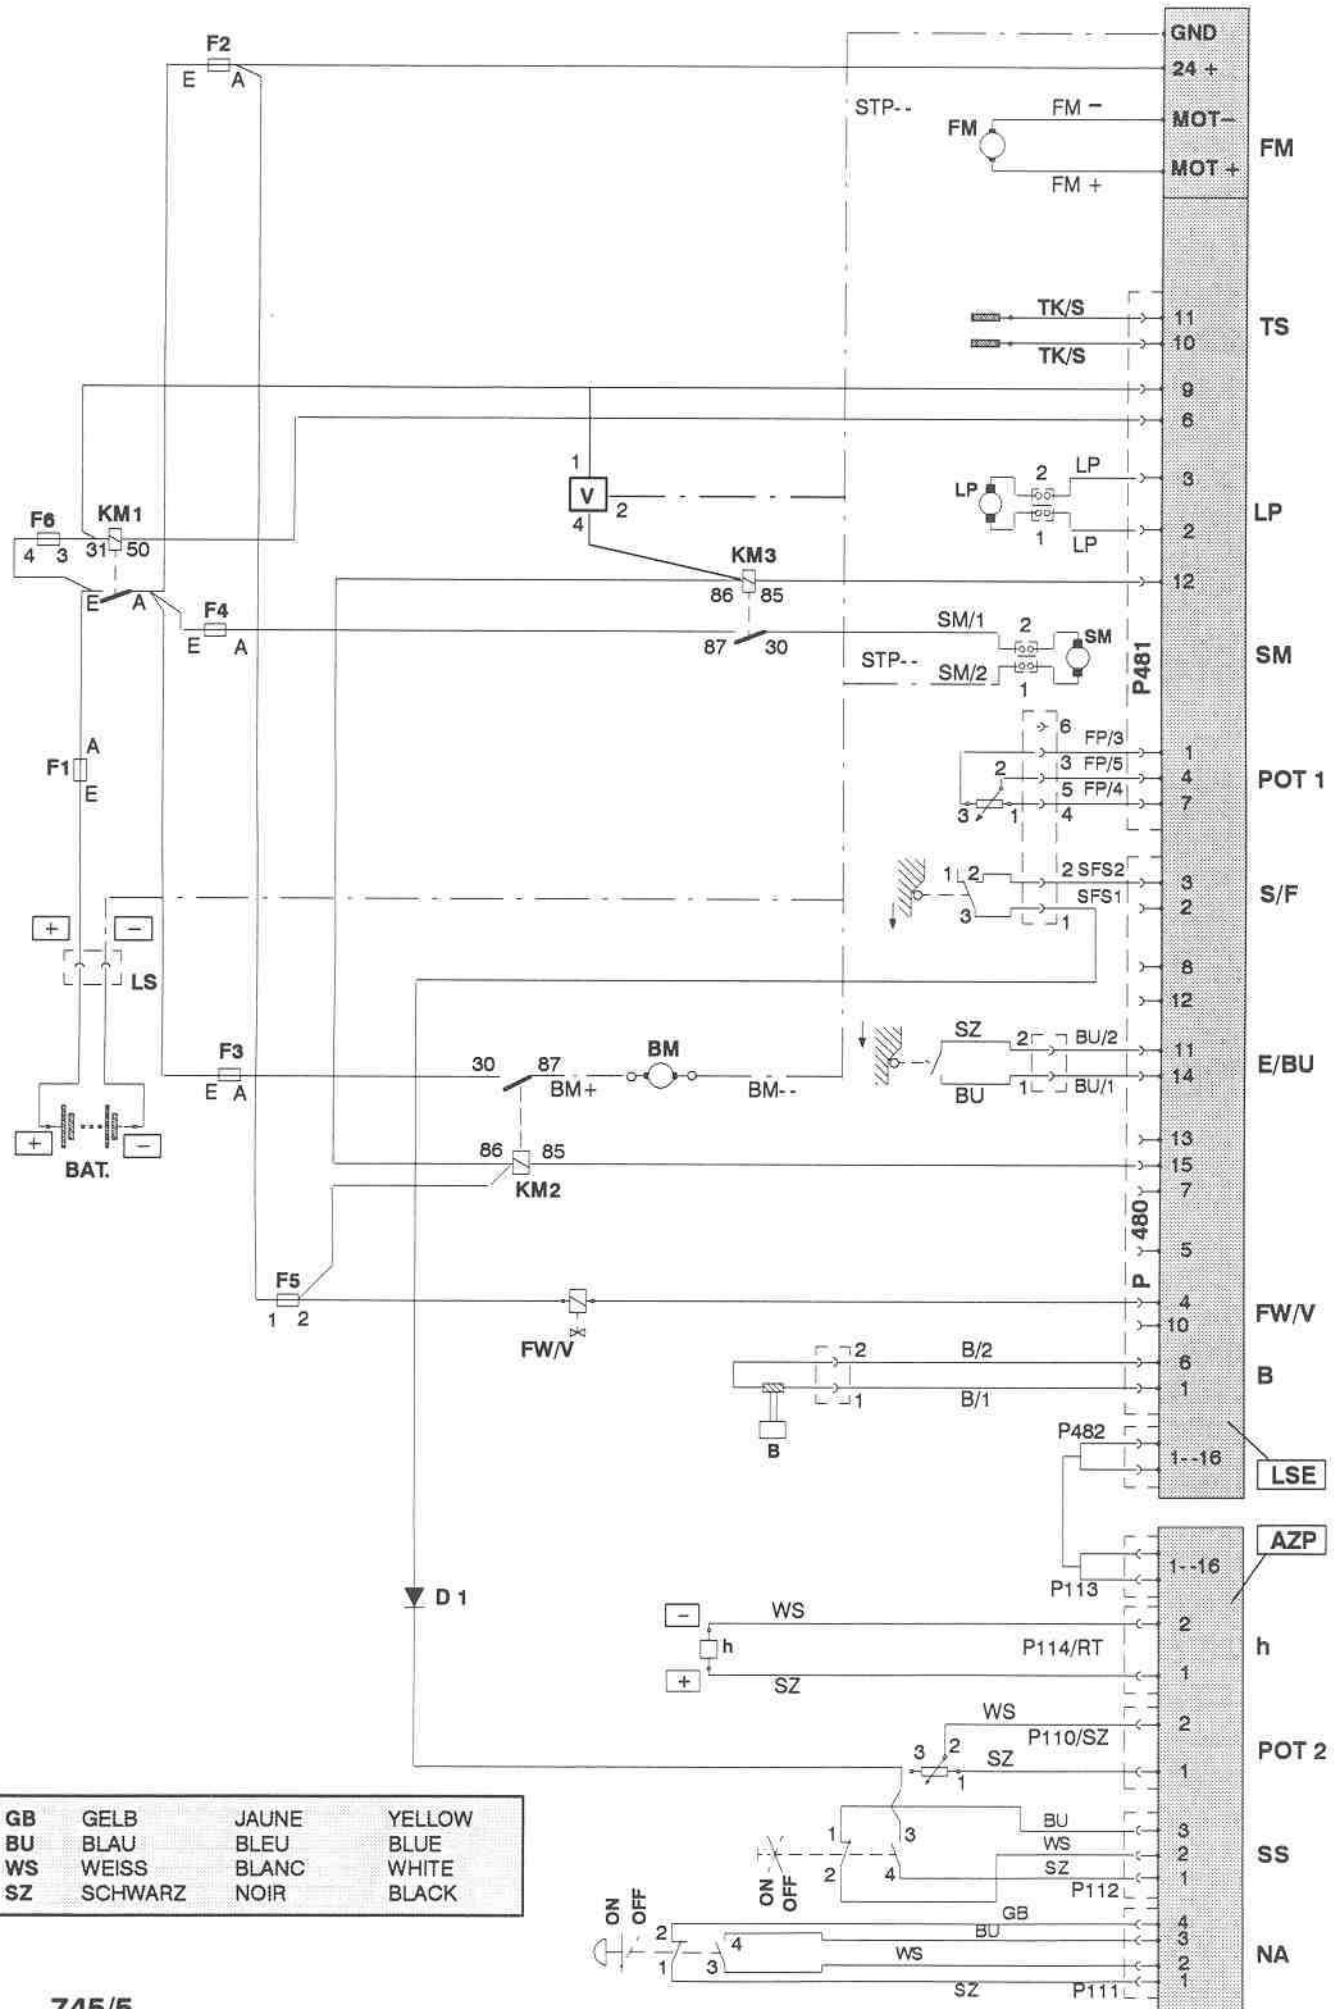 F2
E A
GND
24 +
STP--
FM −
FM
MOT−
FM
MOT +
FM +
TK/S
11
TS
10
TK/S
9
6
1
V
4 2
LP
2
LP
3
LP
1
LP
2
F6
KM1
4 3 31 50
E A
KM3
86 85
12
F4
E A
87 30
SM/1
2
SM
STP--
SM/2
1
SM
P481
A
F1
E
6
FP/3
1
3 FP/5
2
4
POT 1
5 FP/4
3 1 4
7
1 2
2 SFS2
3
S/F
SFS1
3
1
2
+ −
LS
8
12
F3
E A
30 87
BM
BM+
BM--
SZ
2
BU/2
11
E/BU
BU
1
BU/1
14
+ −
BAT.
13
86 85
15
KM2
7
P 480
5
F5
1 2
4
FW/V
10
FW/V
2
B/2
6
B
1
B/1
1
B
P482
1--16
LSE
AZP
1--16
P113
D 1
−
WS
2
h
P114/RT
h
+
SZ
1
WS
2
P110/SZ
3 2
SZ
POT 2
1
1
GB GELB JAUNE YELLOW
BU BLAU BLEU BLUE
WS WEISS BLANC WHITE
SZ SCHWARZ NOIR BLACK
BU
3
1 3
WS
2
SS
2 4
SZ
1
P112
ON
OFF
ON
OFF
GB
4
2
BU
3
4
WS
2
NA
1 3
SZ
P111
1
745/5